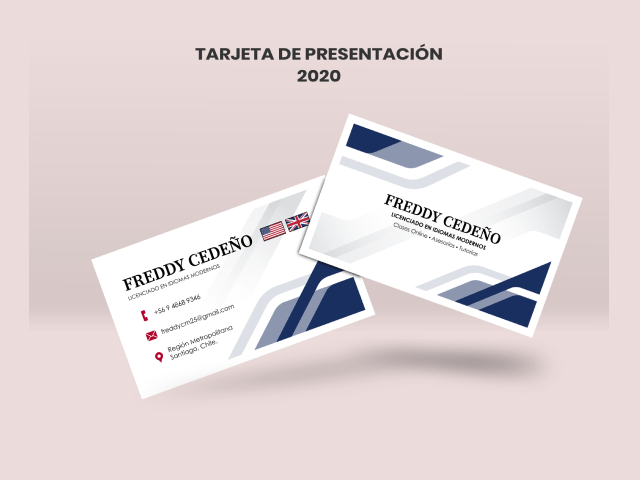 TARJETA DE PRESENTACIÓN
2020
FREDDY CEDEÑO
LICENCIADO EN IDIOMAS MODERNOS
+56 9 4868 9346
freddycm25@gmail.com
Región Metropolitana
Santiago, Chile.
FREDDY CEDEÑO
LICENCIADO EN IDIOMAS MODERNOS
Clases Online • Asesorías • Tutorías